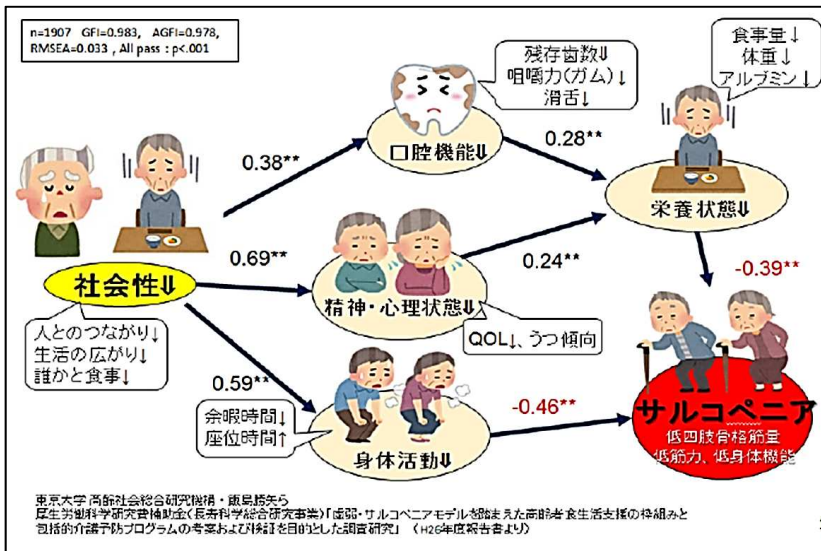 n=1907 GFI=0.983, AGFI=0.978,
RMSEA=0.033 , All pass : p<.001
残存歯数⇓
咀嚼力(ガム)↓
滑舌↓
食事量↓
体重↓
アルブミン↓
0.38**
口腔機能⇓
0.28**
栄養状態⇓
0.69**
0.24**
-0.39**
社会性⇓
精神・心理状態⇓
QOL↓、うつ傾向
人とのつながり↓
生活の広がり↓
誰かと食事↓
0.59**
余暇時間↓
座位時間↑
-0.46**
身体活動⇓
サルコペニア
低四肢骨格筋量
低筋力、低身体機能
東京大学 高齢社会総合研究機構・飯島勝矢ら
厚生労働科学研究費補助金(長寿科学総合研究事業)「虚弱・サルコペニアモデルを踏まえた高齢者食生活支援の枠組みと
包括的介護予防プログラムの考案および検証を目的とした調査研究」 (H26年度報告書より)